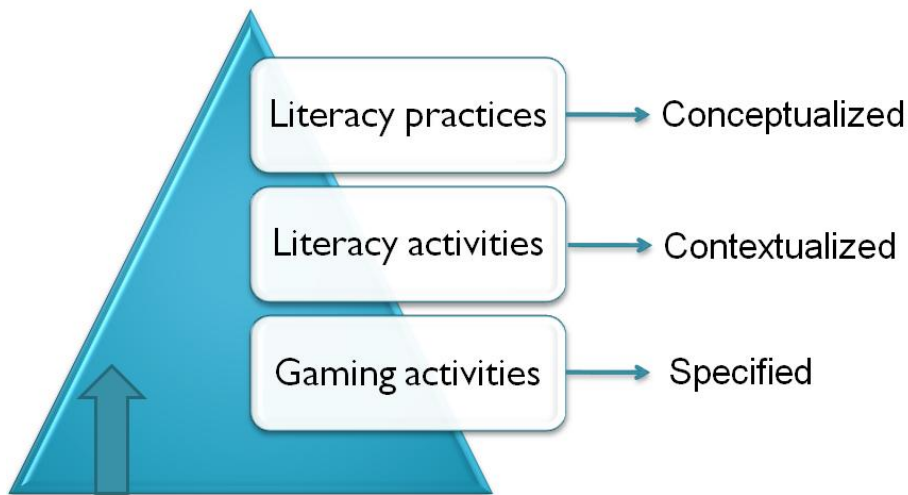 Literacy practices Conceptualized
Literacy activities Contextualized
Gaming activities Specified